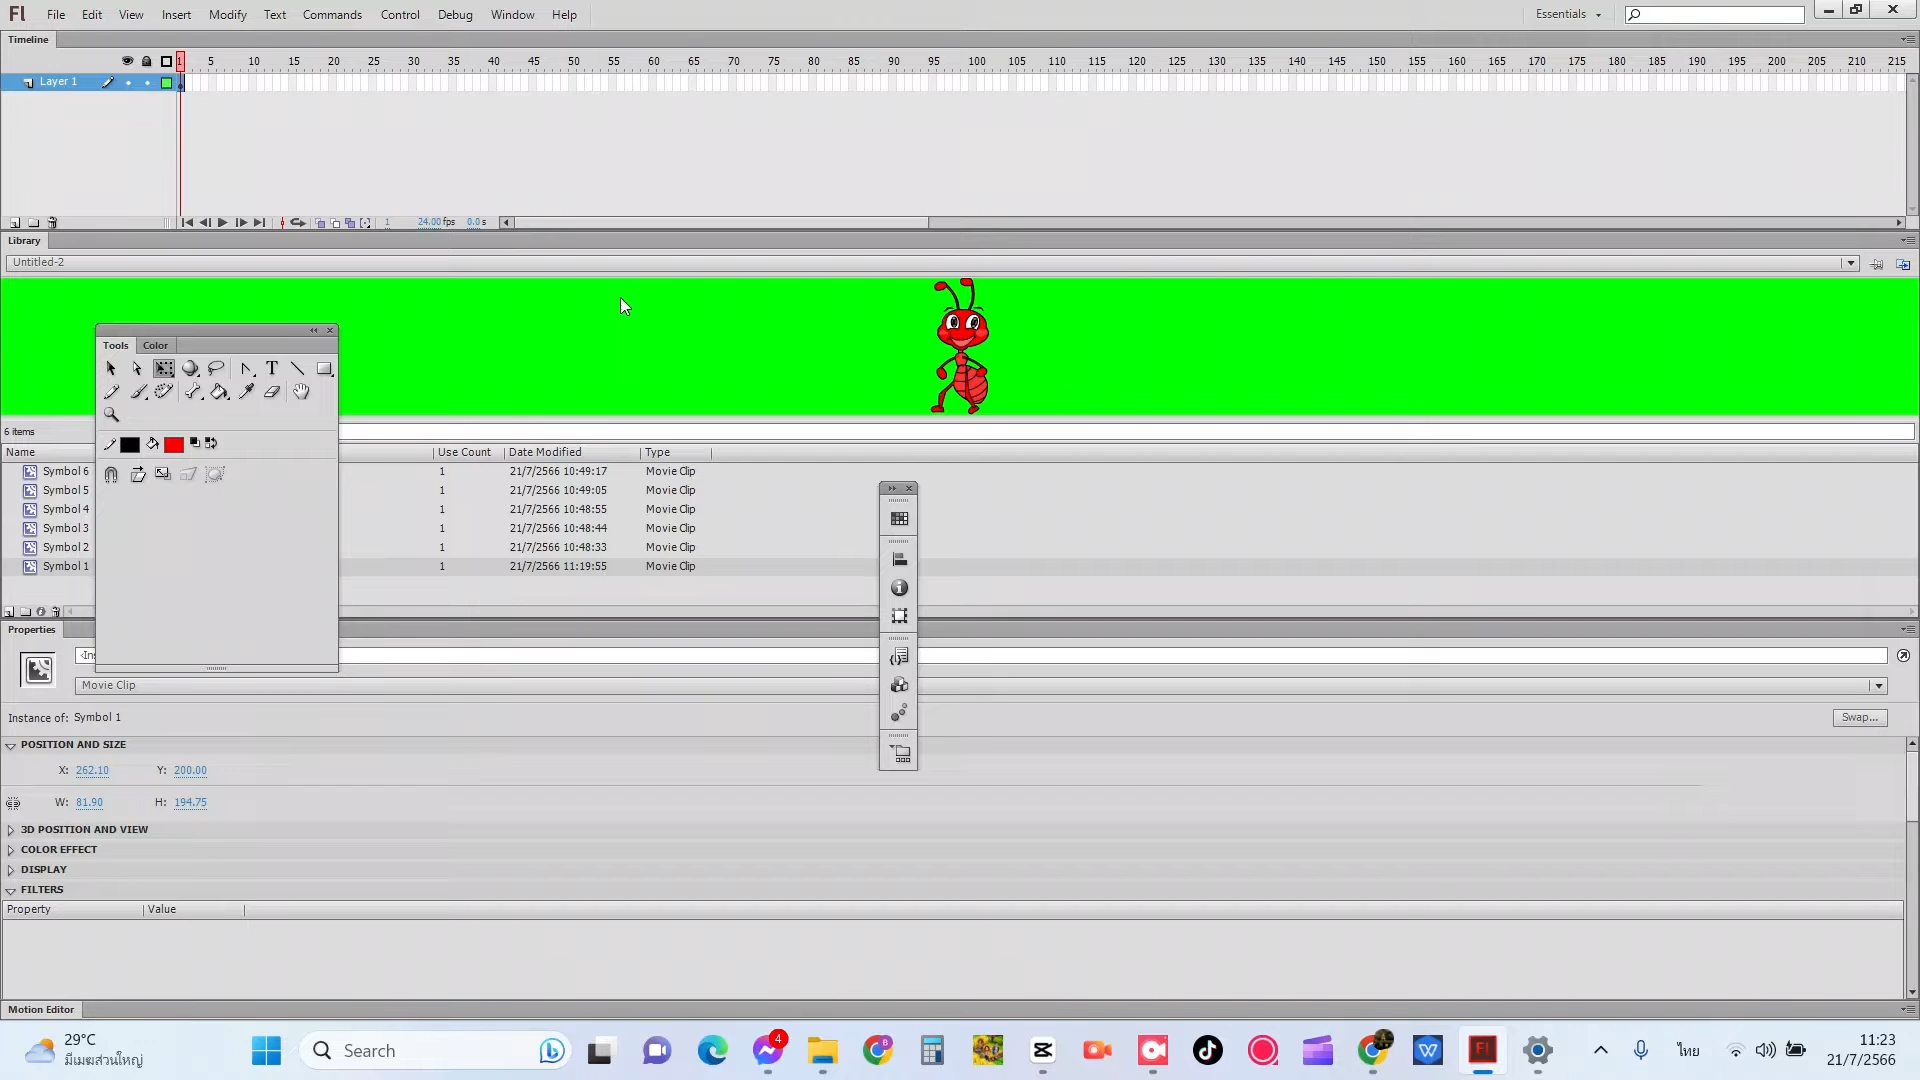 Fl File Edit View Insert Modify Text Commands Control Debug Window Help Essentials
Timeline
1 5 10 15 20 25 30 35 40 45 50 55 60 65 70 75 80 85 90 95 100 105 110 115 120 125 130 135 140 145 150 155 160 165 170 175 180 185 190 195 200 205 210 215
Layer 1
1 24.00 fps 0.0 s
Library
Untitled-2
Tools Color
6 items
Name Use Count Date Modified Type
Symbol 6 1 21/7/2566 10:49:17 Movie Clip
Symbol 5 1 21/7/2566 10:49:05 Movie Clip
Symbol 4 1 21/7/2566 10:48:55 Movie Clip
Symbol 3 1 21/7/2566 10:48:44 Movie Clip
Symbol 2 1 21/7/2566 10:48:33 Movie Clip
Symbol 1 1 21/7/2566 11:19:55 Movie Clip
Properties
Movie Clip
Instance of: Symbol 1 Swap...
POSITION AND SIZE
X: 262.10 Y: 200.00
W: 81.90 H: 194.75
3D POSITION AND VIEW
COLOR EFFECT
DISPLAY
FILTERS
Property Value
Motion Editor
29°C
มีเมฆส่วนใหญ่
Search
4
Fl
ไทย
11:23
21/7/2566